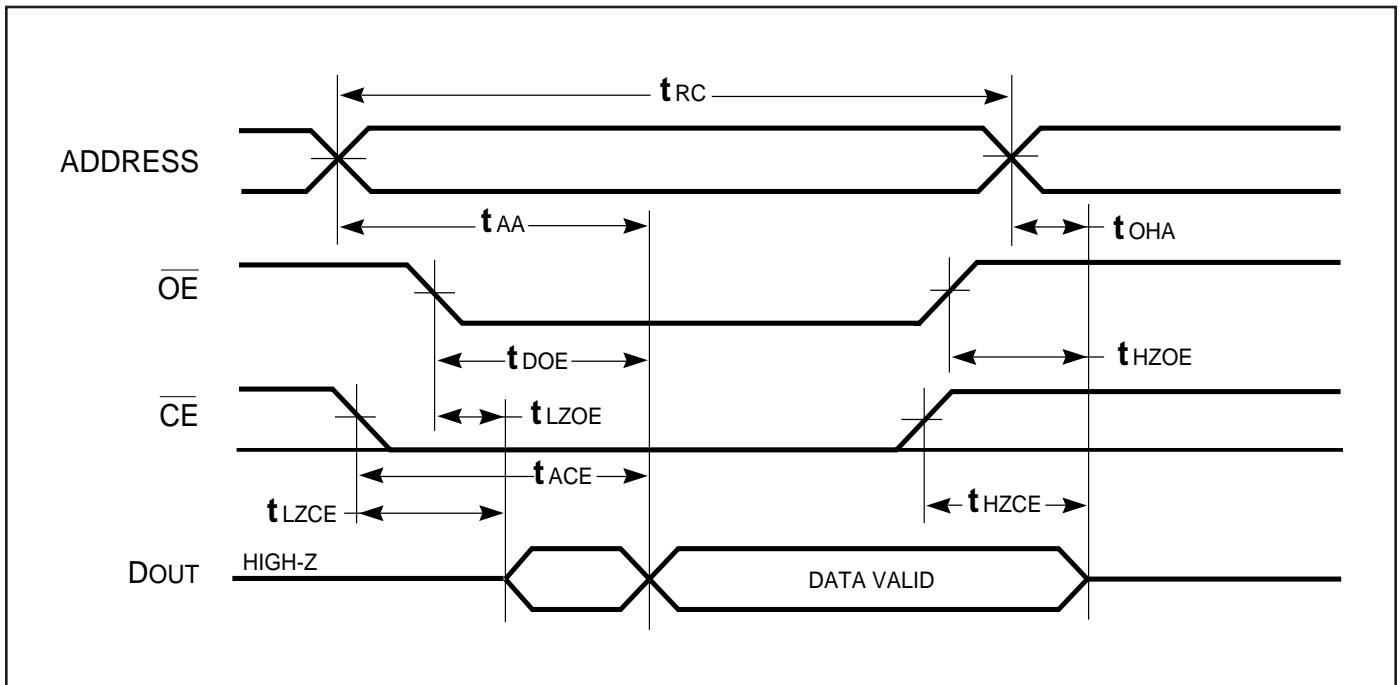 tRC
ADDRESS
tAA
tOHA
OE
tDOE
tHZOE
CE
tLZOE
tACE
tLZCE
tHZCE
DOUT
HIGH-Z
DATA VALID